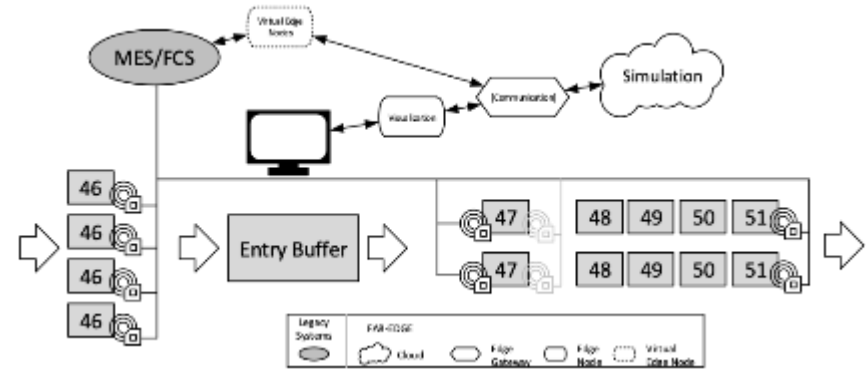 Virtual Edge
Nodes
MES/FCS
Simulation
[Communication]
Visualization
46
47
48
49
50
51
46
Entry Buffer
46
47
48
49
50
51
46
Legacy
Systems
FAR-EDGE
Cloud
Edge
Gateway
Edge
Node
Virtual
Edge Node